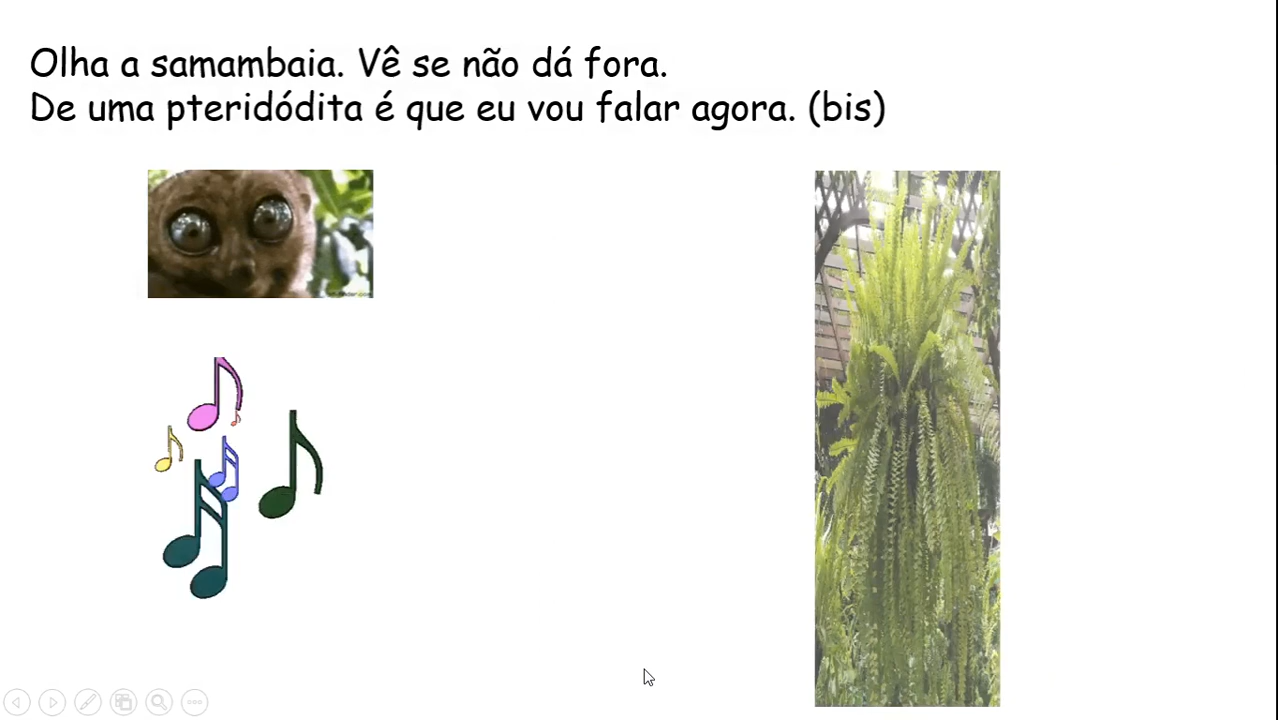 Olha a samambaia. Vê se não dá fora.
De uma pteridódita é que eu vou falar agora. (bis)